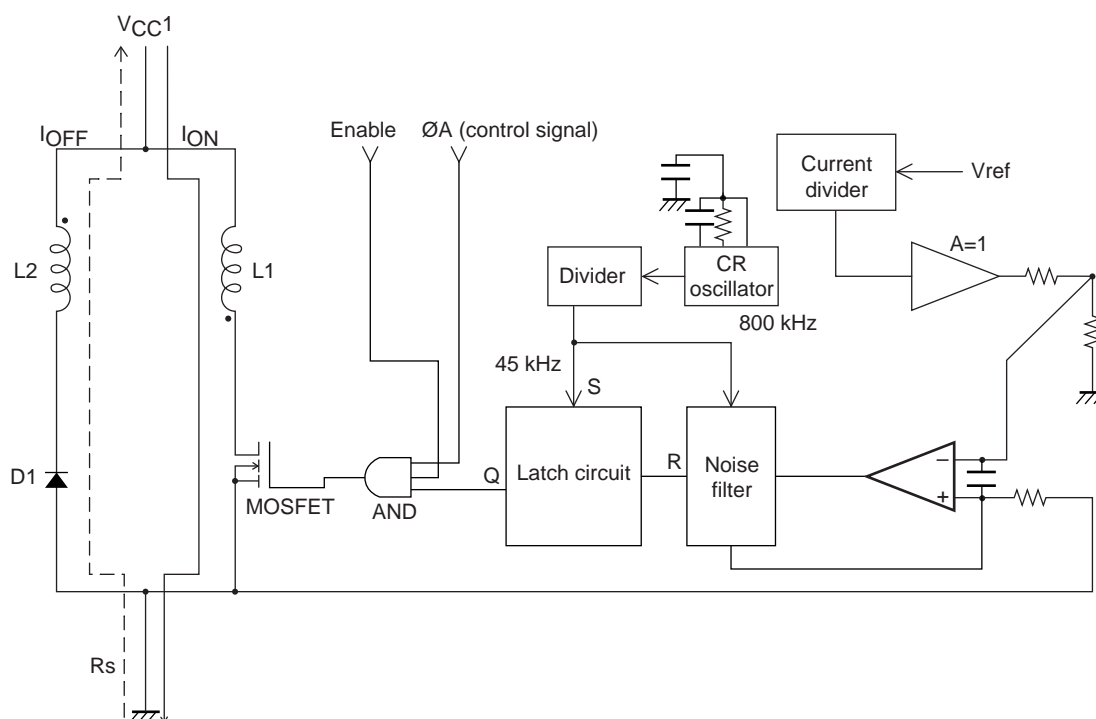 VCC1
IOFF
ION
Enable
ØA (control signal)
Current
divider
Vref
A=1
L2
L1
Divider
CR
oscillator
800 kHz
45 kHz
S
D1
MOSFET
AND
Q
Latch circuit
R
Noise
filter
–
+
Rs